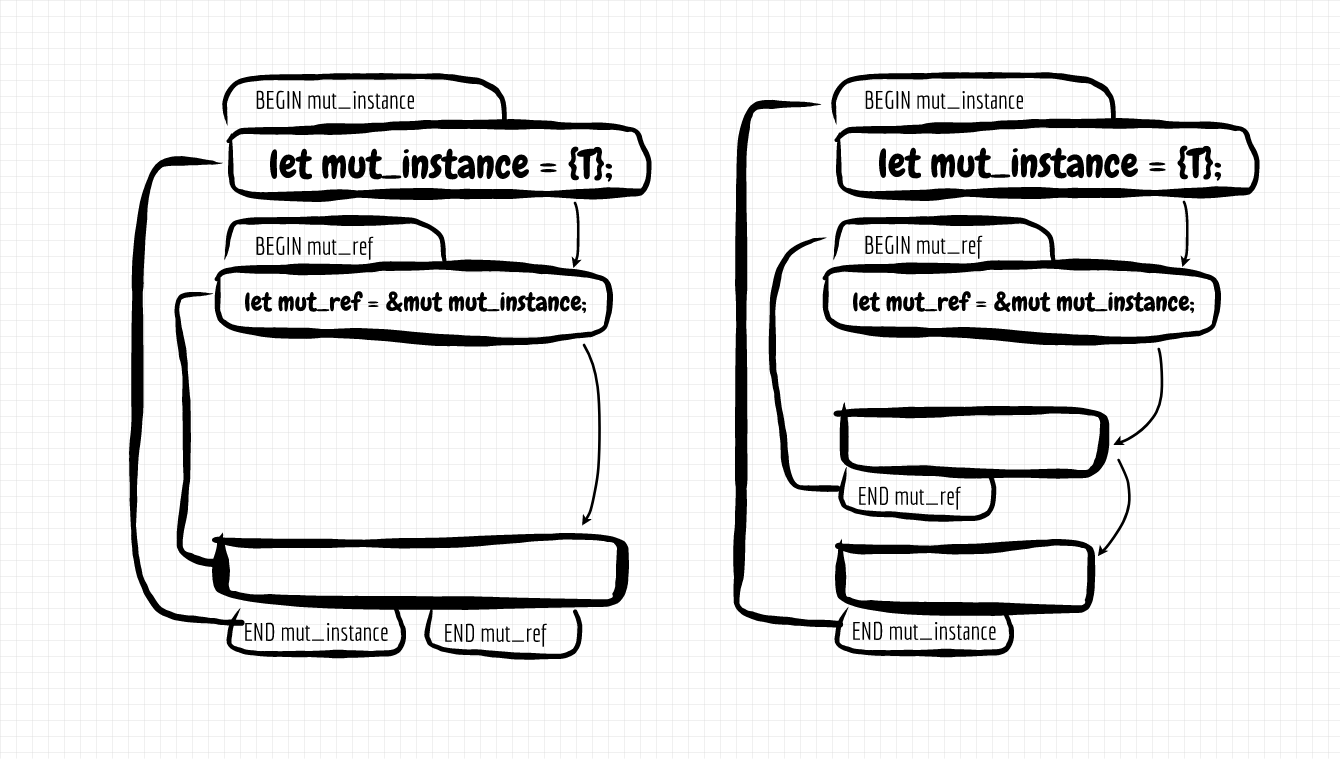 BEGIN mut_instance
let mut_instance = {T};
BEGIN mut_ref
let mut_ref = &mut mut_instance;
END mut_instance
END mut_ref
BEGIN mut_instance
let mut_instance = {T};
BEGIN mut_ref
let mut_ref = &mut mut_instance;
END mut_ref
END mut_instance